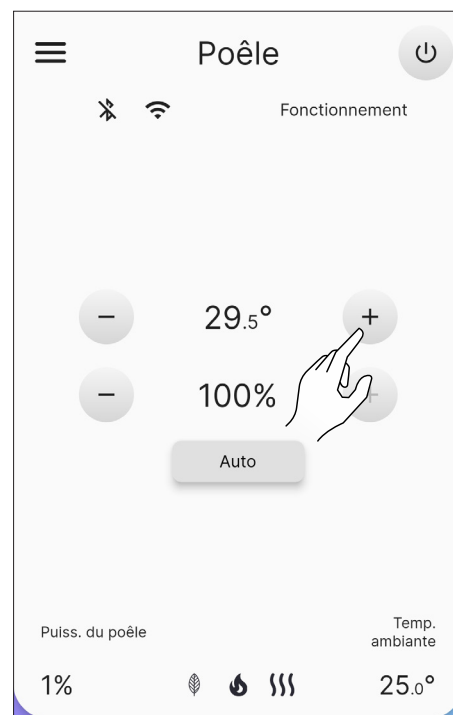 Poêle
Fonctionnement
− 29.5° +
− 100% +
Auto
Puiss. du poêle
Temp.
ambiante
1%
25.0°